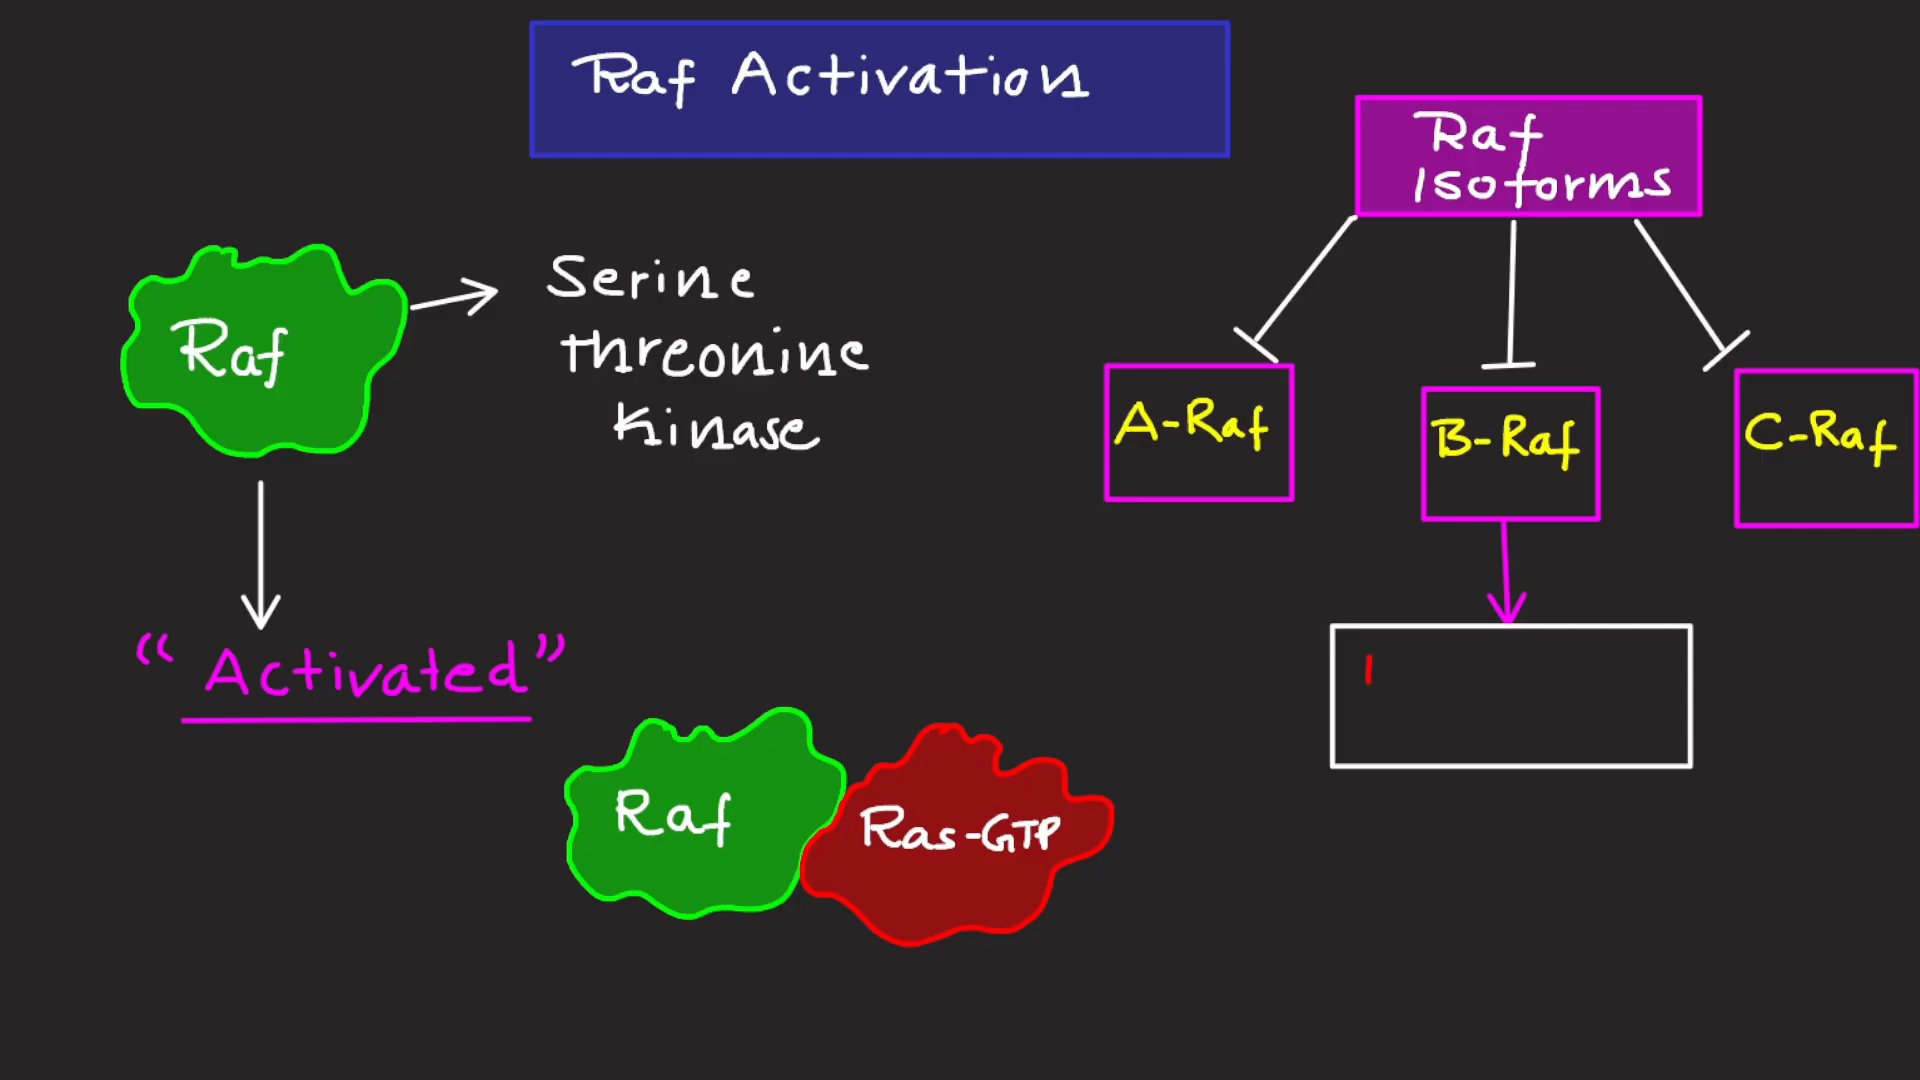 Raf Activation
Raf
Isoforms
Raf
Serine
threonine
Kinase
A-Raf
B-Raf
C-Raf
"Activated"
Raf
Ras-GTP